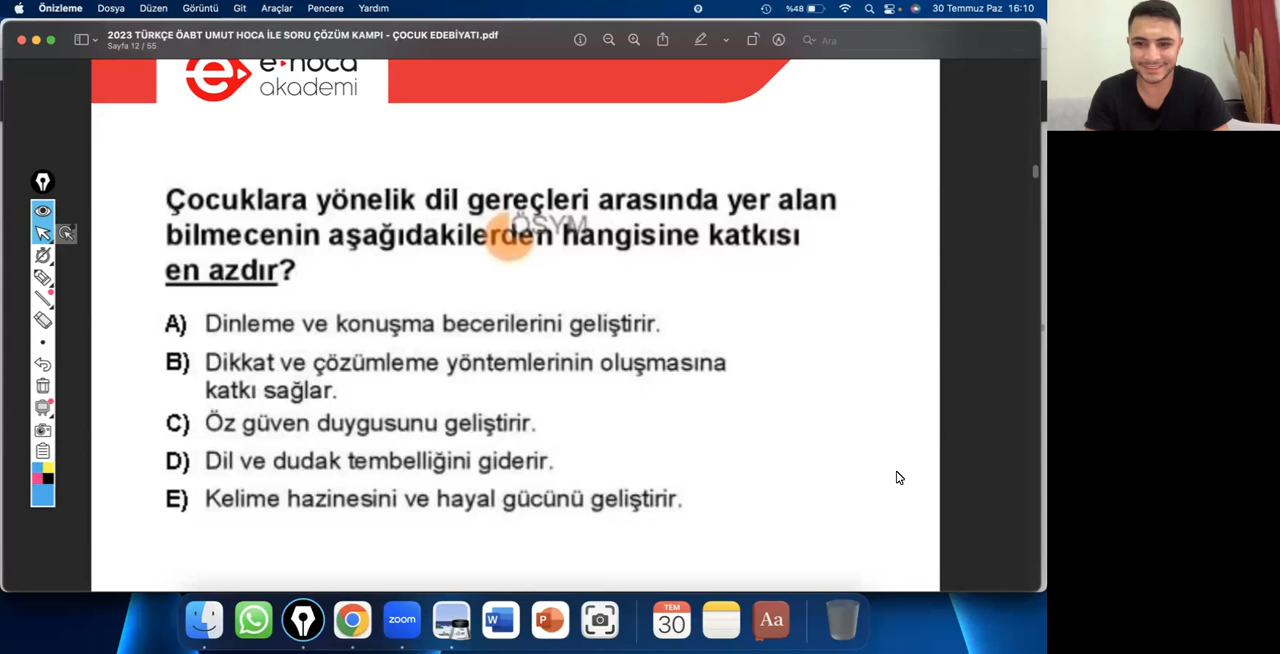 Önizleme Dosya Düzen Görüntü Git Araçlar Pencere Yardım %48 30 Temmuz Paz 16:10
2023 TÜRKÇE ÖABT UMUT HOCA İLE SORU ÇÖZÜM KAMPI - ÇOCUK EDEBİYATI.pdf
Sayfa 12 / 55
Ara
e-hoca
akademi
Çocuklara yönelik dil gereçleri arasında yer alan
bilmecenin aşağıdakilerden hangisine katkısı
en azdır?
ÖSYM
A) Dinleme ve konuşma becerilerini geliştirir.
B) Dikkat ve çözümleme yöntemlerinin oluşmasına
katkı sağlar.
C) Öz güven duygusunu geliştirir.
D) Dil ve dudak tembelliğini giderir.
E) Kelime hazinesini ve hayal gücünü geliştirir.
zoom
W
P
TEM
30
Aa